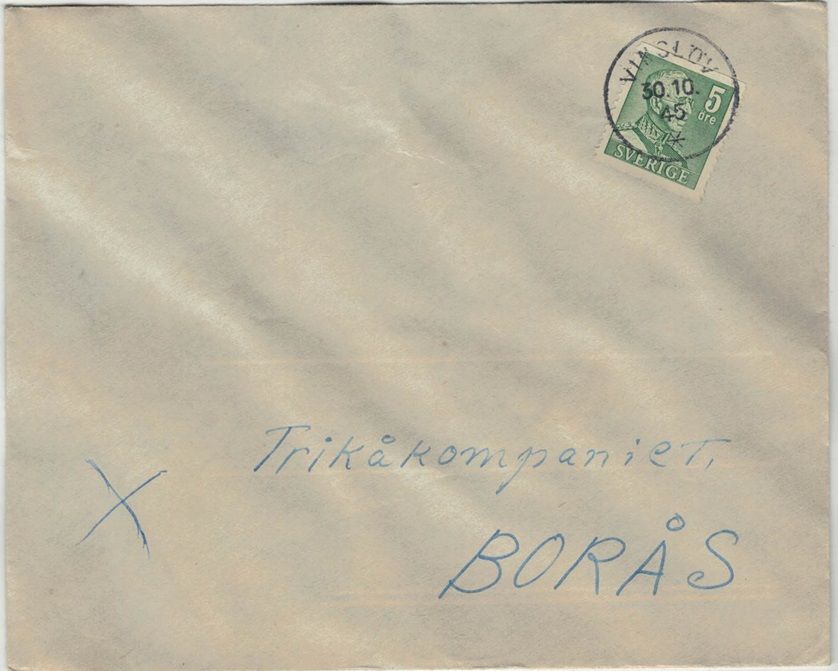 VINSLÖV
30.10.
45
*
5
öre
SVERIGE
Trikåkompaniet,
BORÅS
X